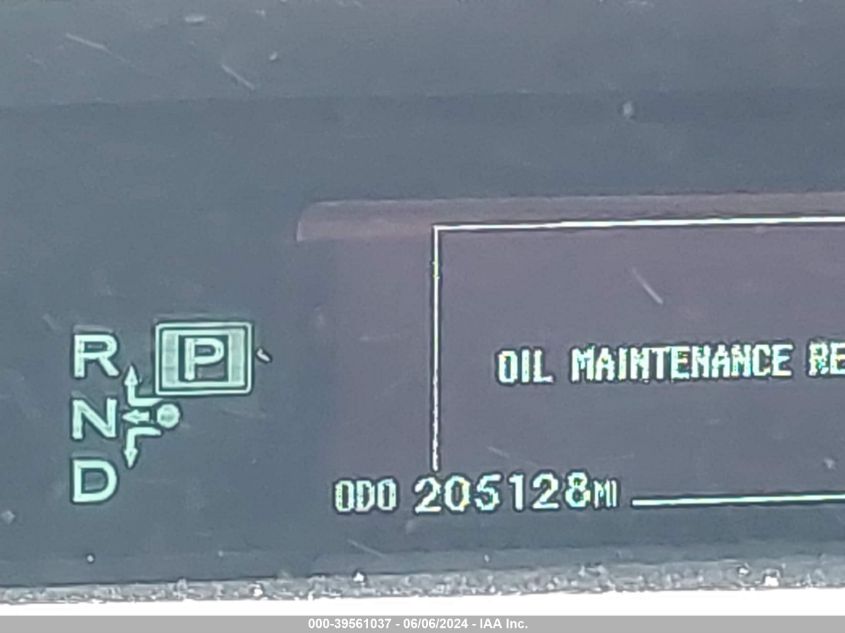 R P
OIL MAINTENANCE RE
N
D
ODO 205128MI
000-39561037 - 06/06/2024 - IAA Inc.